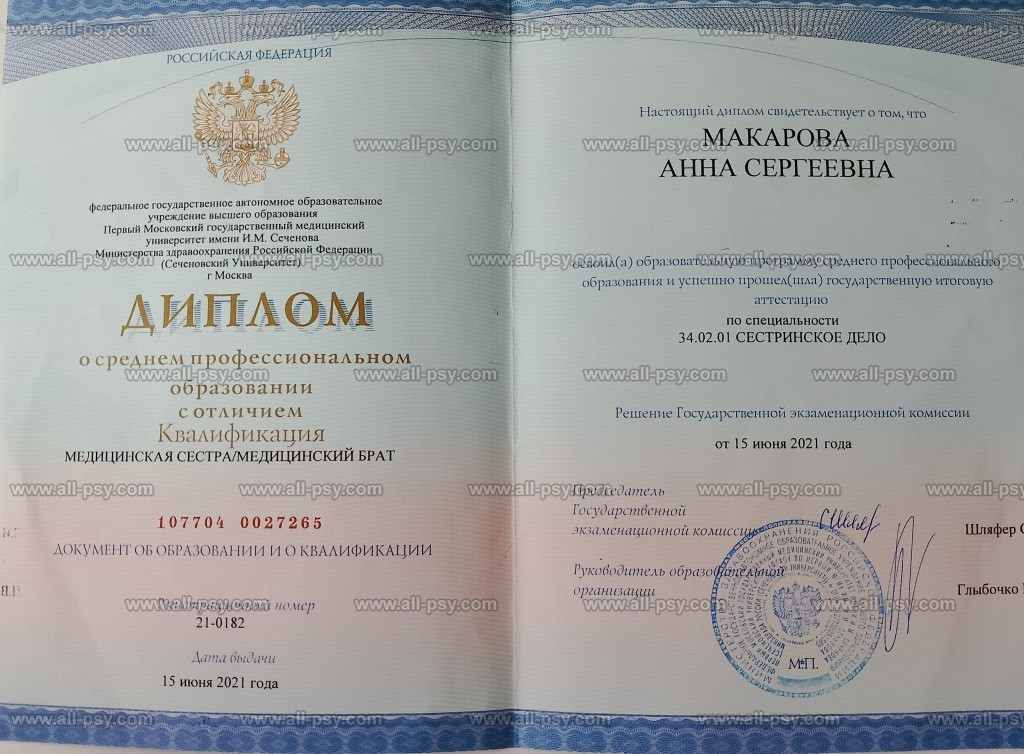 РОССИЙСКАЯ ФЕДЕРАЦИЯ
федеральное государственное автономное образовательное
учреждение высшего образования
Первый Московский государственный медицинский
университет имени И.М. Сеченова
Министерства здравоохранения Российской Федерации
(Сеченовский Университет)
г Москва
ДИПЛОМ
о среднем профессиональном
образовании
с отличием
Квалификация
МЕДИЦИНСКАЯ СЕСТРА/МЕДИЦИНСКИЙ БРАТ
107704 0027265
ДОКУМЕНТ ОБ ОБРАЗОВАНИИ И О КВАЛИФИКАЦИИ
Регистрационный номер
21-0182
Дата выдачи
15 июня 2021 года
Настоящий диплом свидетельствует о том, что
МАКАРОВА
АННА СЕРГЕЕВНА
освоил(а) образовательную программу среднего профессионального
образования и успешно прошел(шла) государственную итоговую
аттестацию
по специальности
34.02.01 СЕСТРИНСКОЕ ДЕЛО
Решение Государственной экзаменационной комиссии
от 15 июня 2021 года
Председатель
Государственной
экзаменационной комиссии
Шляфер С
Руководитель образовательной
организации
Глыбочко
М.П.
www.all-psy.com